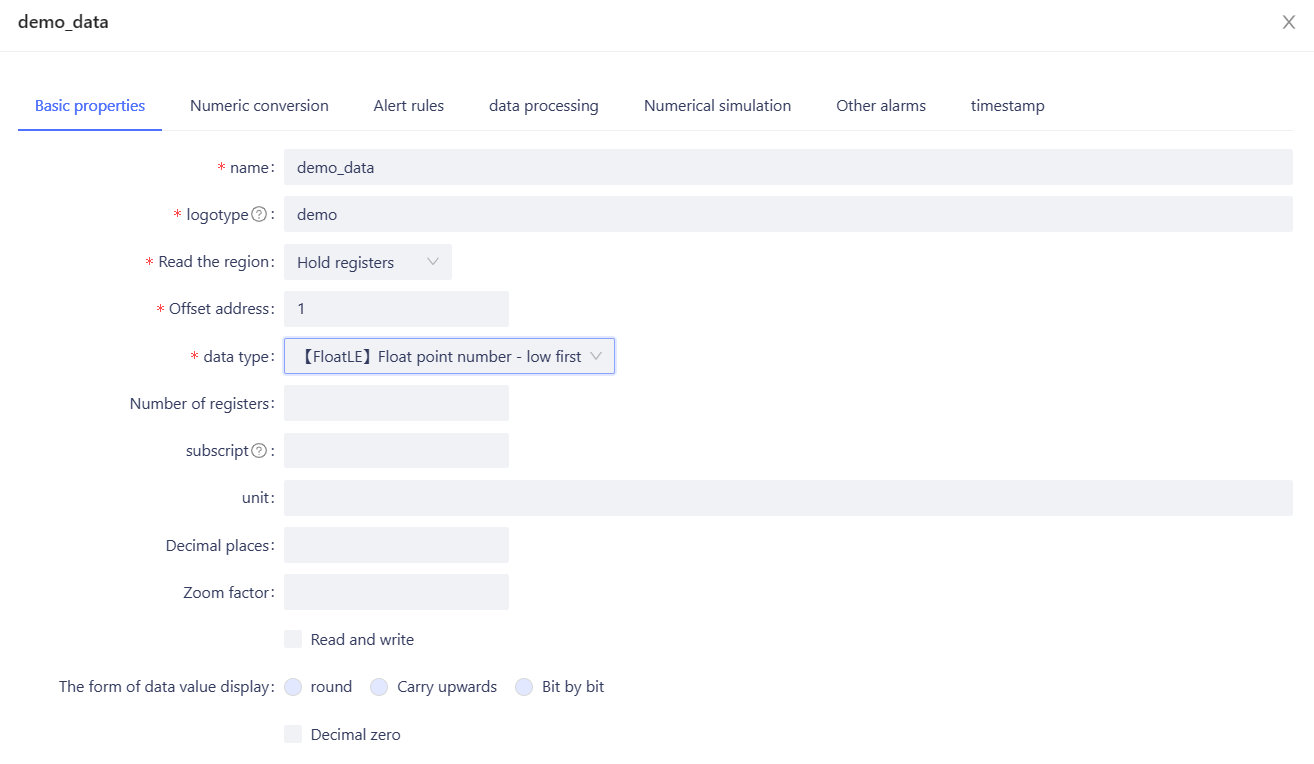 demo_data
Basic properties Numeric conversion Alert rules data processing Numerical simulation Other alarms timestamp
* name: demo_data
* logotype ? : demo
* Read the region: Hold registers
* Offset address: 1
* data type: 【FloatLE】Float point number - low first
Number of registers:
subscript ? :
unit:
Decimal places:
Zoom factor:
Read and write
The form of data value display: round Carry upwards Bit by bit
Decimal zero